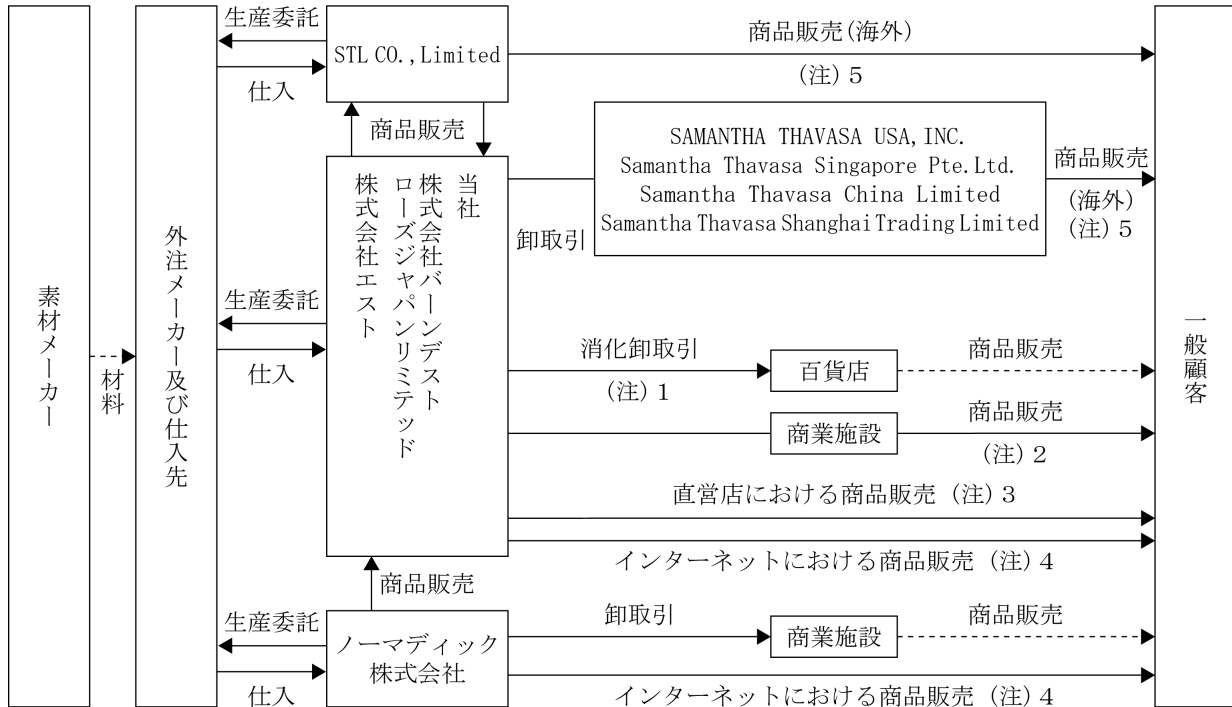 素材メーカー
材料
外注メーカー及び仕入先
生産委託
仕入
STL CO.,Limited
商品販売(海外)
(注)5
商品販売
当社
株式会社バーンデスト
ローズジャパンリミテッド
株式会社エスト
生産委託
仕入
卸取引
SAMANTHA THAVASA USA, INC.
Samantha Thavasa Singapore Pte.Ltd.
Samantha Thavasa China Limited
Samantha Thavasa Shanghai Trading Limited
商品販売
(海外)
(注)5
消化卸取引
(注)1
百貨店
商品販売
商業施設
商品販売
(注)2
直営店における商品販売 (注)3
インターネットにおける商品販売 (注)4
商品販売
生産委託
仕入
ノーマディック
株式会社
卸取引
商業施設
商品販売
インターネットにおける商品販売 (注)4
一般顧客